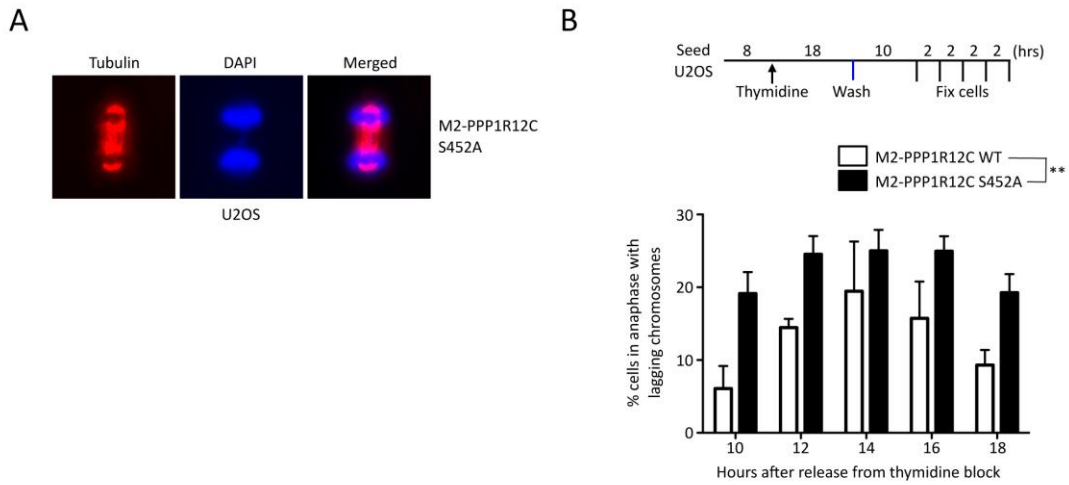 A
Tubulin DAPI Merged
M2-PPP1R12C
S452A
U2OS
B
Seed 8 18 10 2 2 2 2 (hrs)
U2OS
Thymidine Wash Fix cells
M2-PPP1R12C WT
M2-PPP1R12C S452A
**
% cells in anaphase with
lagging chromosomes
30
20
10
0
10 12 14 16 18
Hours after release from thymidine block